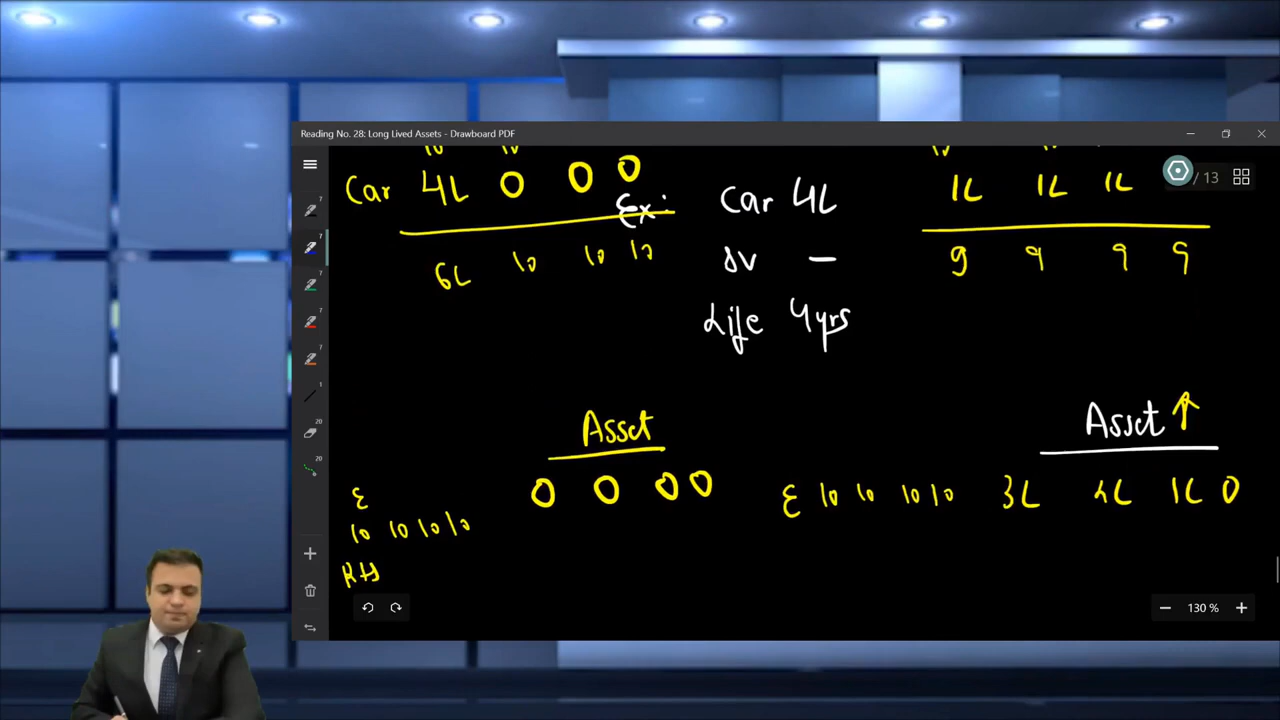 Reading No. 28: Long Lived Assets - Drawboard PDF
/ 13
Car 4L 0 0 0
Ex:
Car 4L
1L 1L 1L
6L 10 10 10
SV —
9 9 9 9
Life 4yrs
Asset
Asset ↑
0 0 0 0
E 10 10 10 10
3L 2L 1L 0
E
10 10 10 10
130 %